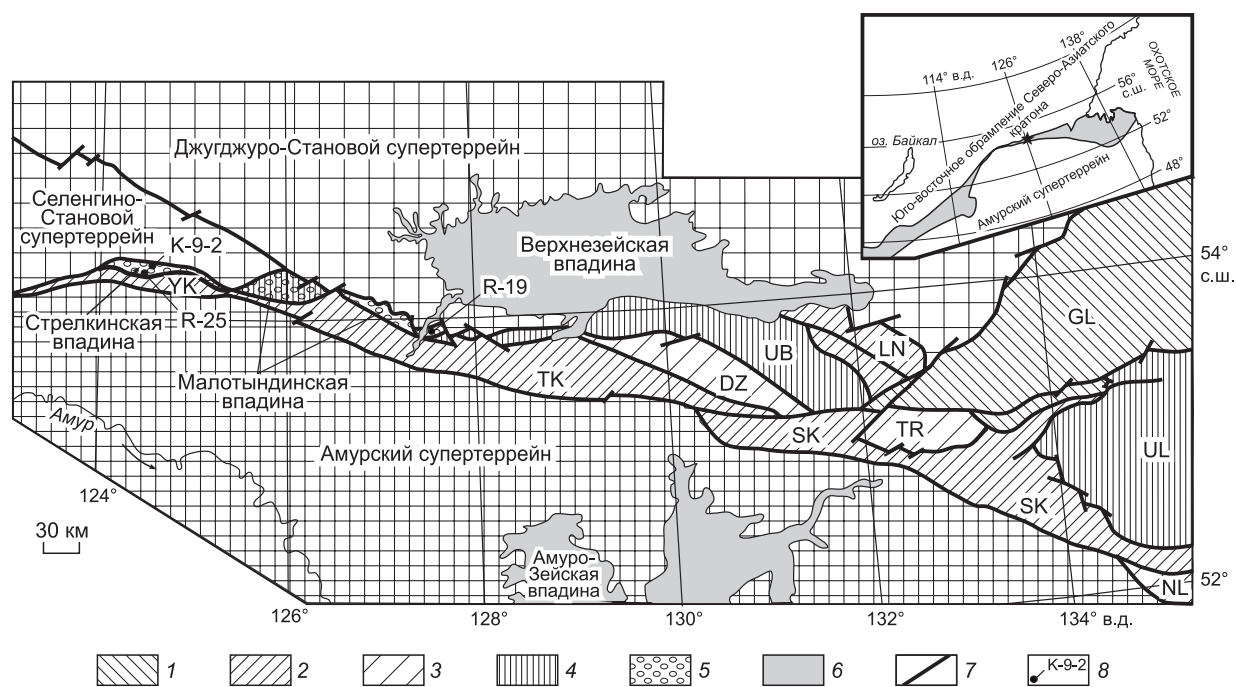 114° в.д.
126°
138°
ОХОТСКОЕ
МОРЕ
56°
с.ш.
52°
48°
оз. Байкал
Юго-восточное обрамление Северо-Азиатского
кратона
Амурский супертеррейн
Джугджуро-Становой супертеррейн
Селенгино-
Становой
супертеррейн
K-9-2
Верхнезейская
впадина
R-19
54°
с.ш.
YK
Стрелкинская
впадина
R-25
GL
LN
UB
Малотындинская
впадина
TK
DZ
Амур
SK
TR
UL
Амурский супертеррейн
124°
SK
30 км
Амуро-
Зейская
впадина
NL
52°
126°
128°
130°
132°
134° в.д.
1
2
3
4
5
6
7
K-9-2
8